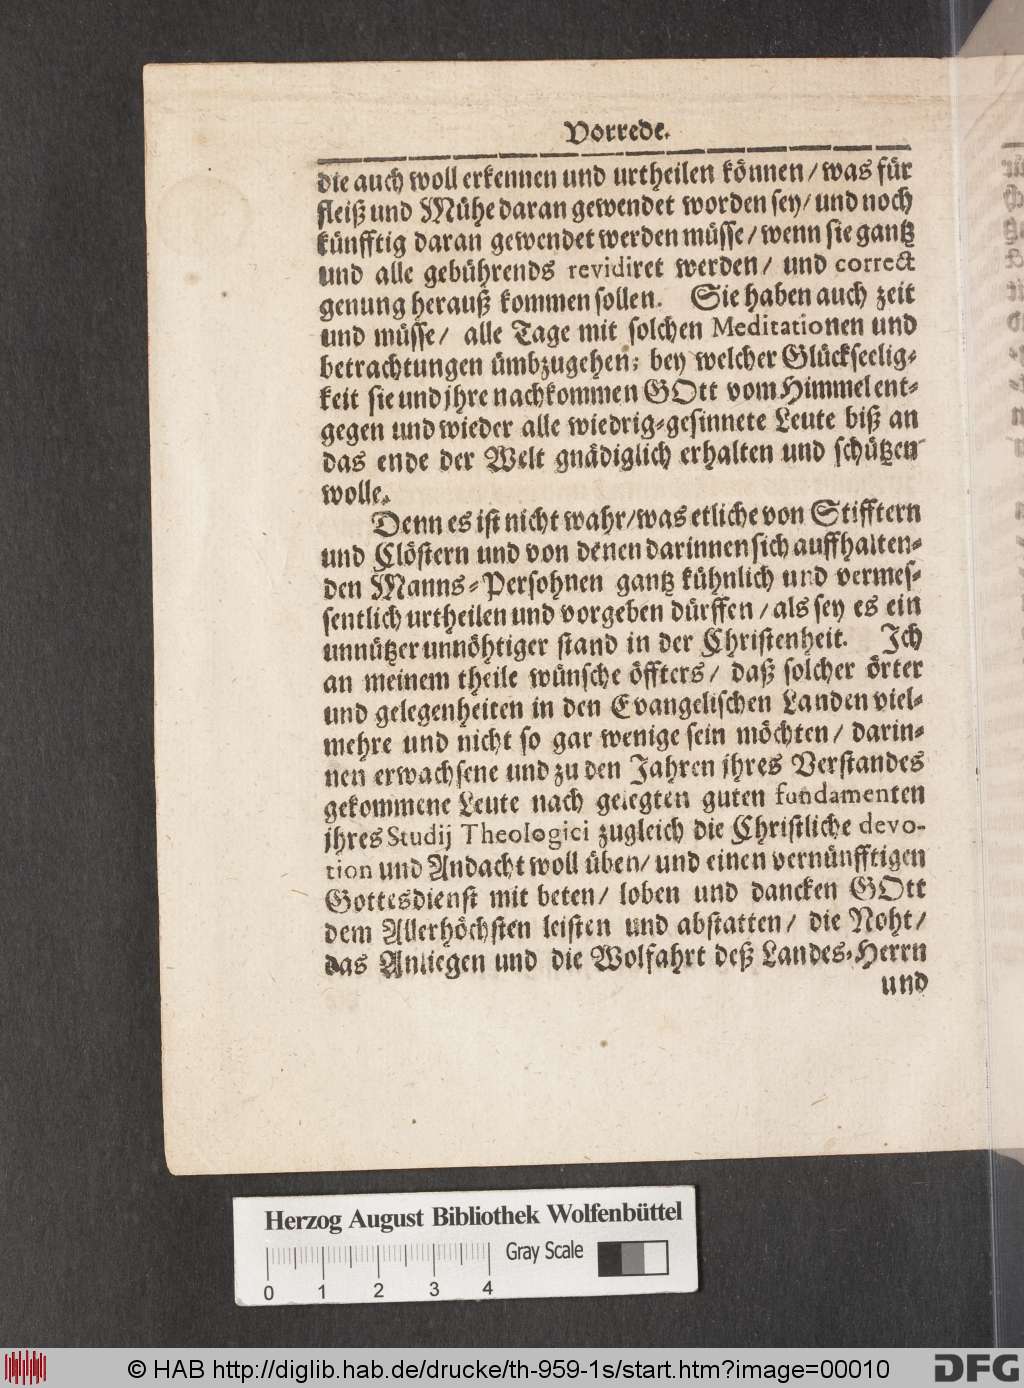 Vorrede.
die auch woll erkennen und urtheilen können/ was für
fleiß und Mühe daran gewendet worden sey/ und noch
künfftig daran gewendet werden müsse/ wenn sie gantz
und alle gebührends revidiret werden/ und correct
genung herauß kommen sollen. Sie haben auch zeit
und müsse/ alle Tage mit solchen Meditationen und
betrachtungen ümbzugehen; bey welcher Glückseelig-
keit sie und jhre nachkommen GOtt vom Himmel ent-
gegen und wieder alle wiedrig-gesinnete Leute biß an
das ende der Welt gnädiglich erhalten und schützen
wolle.
Denn es ist nicht wahr/ was etliche von Stifftern
und Clöstern und von denen darinnen sich auffhalten-
den Manns-Persohnen gantz kühnlich und vermes-
sentlich urtheilen und vorgeben dürffen/ als sey es ein
unnützer unnöhtiger stand in der Christenheit. Ich
an meinem theile wünsche öffters/ daß solcher örter
und gelegenheiten in den Evangelischen Landen viel-
mehre und nicht so gar wenige sein möchten/ darin-
nen erwachsene und zu den Jahren jhres Verstandes
gekommene Leute nach gelegten guten fundamenten
jhres Studij Theologici zugleich die Christliche devo-
tion und Andacht woll üben/ und einen vernünfftigen
Gottesdienst mit beten/ loben und dancken GOtt
dem Allerhöchsten leisten und abstatten/ die Noht/
das Anliegen und die Wolfahrt deß Landes-Herrn
und
Herzog August Bibliothek Wolfenbüttel
Gray Scale
0 1 2 3 4
© HAB http://diglib.hab.de/drucke/th-959-1s/start.htm?image=00010
DFG